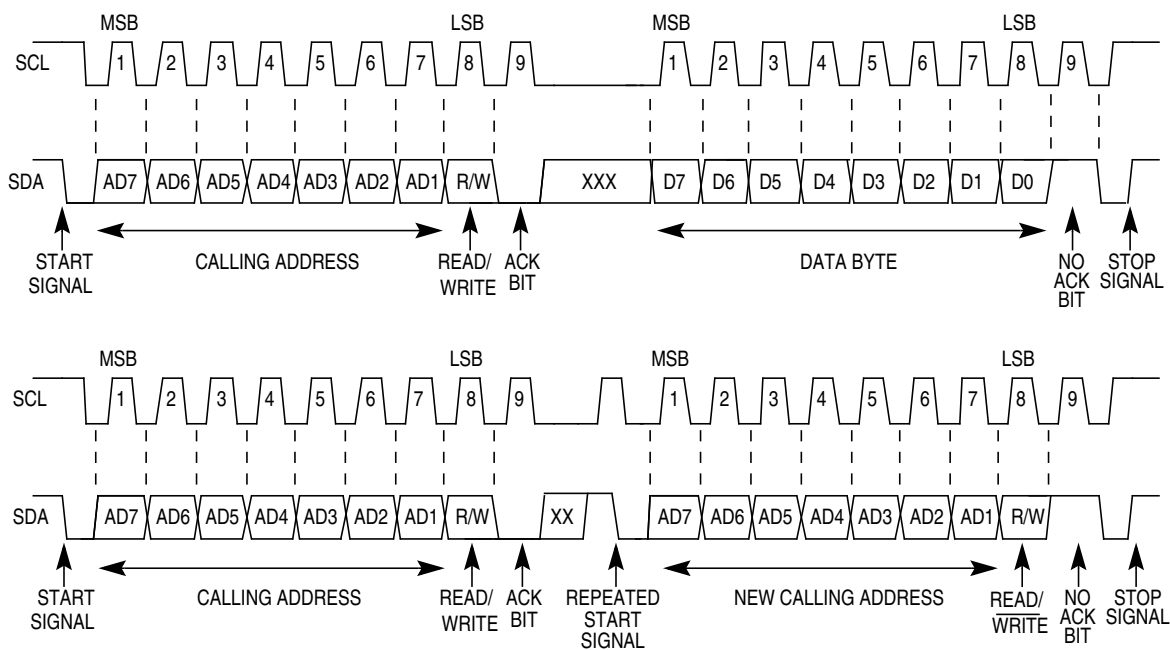 MSB LSB MSB LSB
SCL 1 2 3 4 5 6 7 8 9 1 2 3 4 5 6 7 8 9
SDA AD7 AD6 AD5 AD4 AD3 AD2 AD1 R/W XXX D7 D6 D5 D4 D3 D2 D1 D0
START SIGNAL
CALLING ADDRESS
READ/
WRITE
ACK
BIT
DATA BYTE
NO
ACK
BIT
STOP
SIGNAL
MSB LSB MSB LSB
SCL 1 2 3 4 5 6 7 8 9 1 2 3 4 5 6 7 8 9
SDA AD7 AD6 AD5 AD4 AD3 AD2 AD1 R/W XX AD7 AD6 AD5 AD4 AD3 AD2 AD1 R/W
START
SIGNAL
CALLING ADDRESS
READ/
WRITE
ACK
BIT
REPEATED
START
SIGNAL
NEW CALLING ADDRESS
READ/
WRITE
NO
ACK
BIT
STOP
SIGNAL